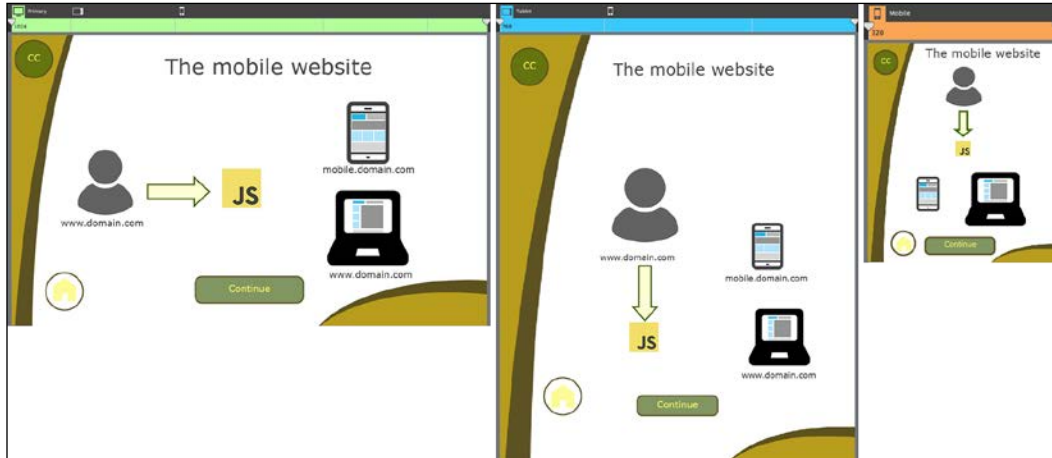 Primary
1024
CC
The mobile website
mobile.domain.com
JS
www.domain.com
www.domain.com
Continue
Tablet
768
CC
The mobile website
www.domain.com
mobile.domain.com
JS
www.domain.com
Continue
Mobile
320
CC
The mobile website
JS
Continue